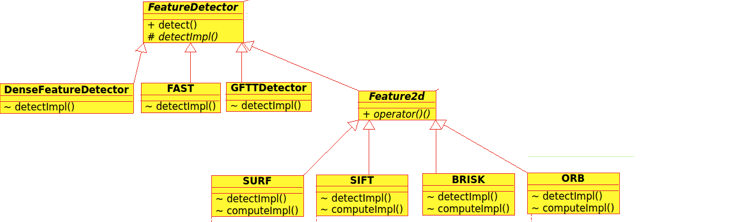 FeatureDetector
+ detect()
# detectImpl()
DenseFeatureDetector
~ detectImpl()
FAST
~ detectImpl()
GFTTDetector
~ detectImpl()
Feature2d
+ operator()()
SURF
~ detectImpl()
~ computeImpl()
SIFT
~ detectImpl()
~ computeImpl()
BRISK
~ detectImpl()
~ computeImpl()
ORB
~ detectImpl()
~ computeImpl()